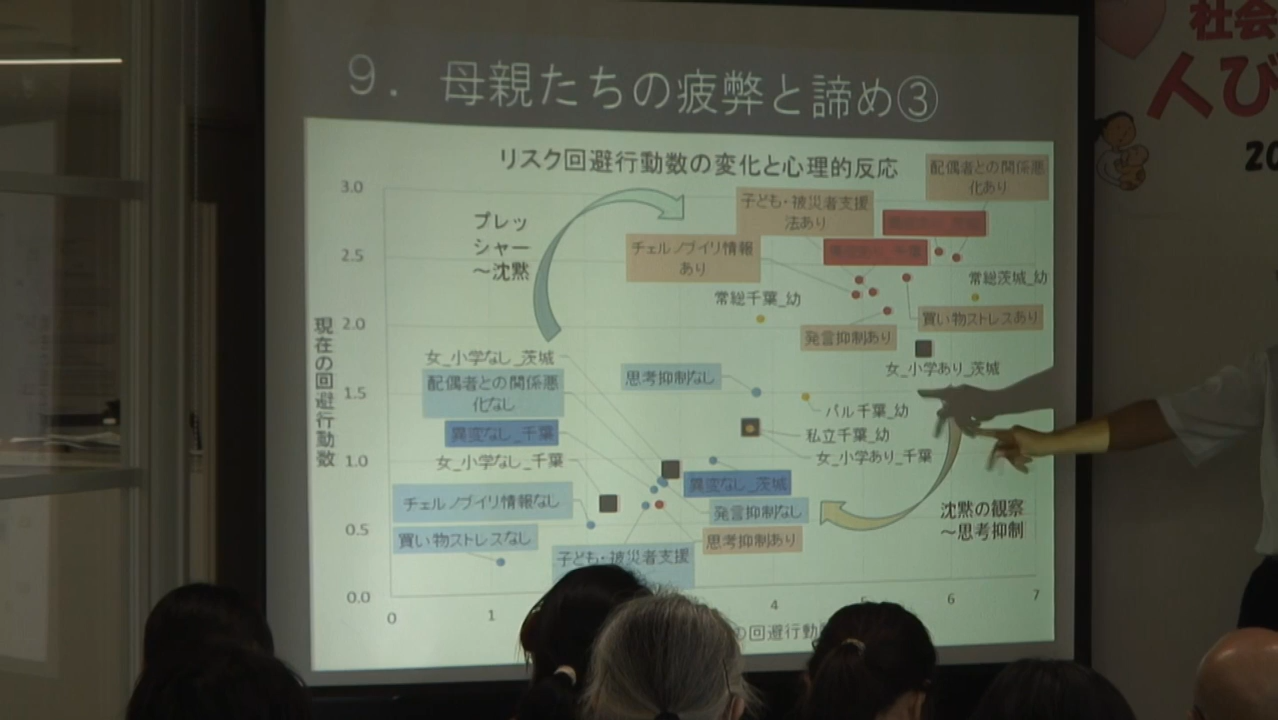 社会
人び
20
9. 母親たちの疲弊と諦め③
リスク回避行動数の変化と心理的反応
配偶者との関係悪
化あり
子ども・被災者支援
法あり
プレッ
シャー
～沈黙
チェルノブイリ情報
あり
常総千葉_幼
常総茨城_幼
買い物ストレスあり
発言抑制あり
女_小学あり_茨城
女_小学なし_茨城
配偶者との関係悪
化なし
思考抑制なし
パル千葉_幼
異変なし_千葉
私立千葉_幼
女_小学なし_千葉
女_小学あり_千葉
異変なし_茨城
チェルノブイリ情報なし
発言抑制なし
沈黙の観察
～思考抑制
買い物ストレスなし
思考抑制あり
子ども・被災者支援
現在の回避行動数
3.0
2.5
2.0
1.5
1.0
0.5
0.0
0
1
4
6
7
の回避行動